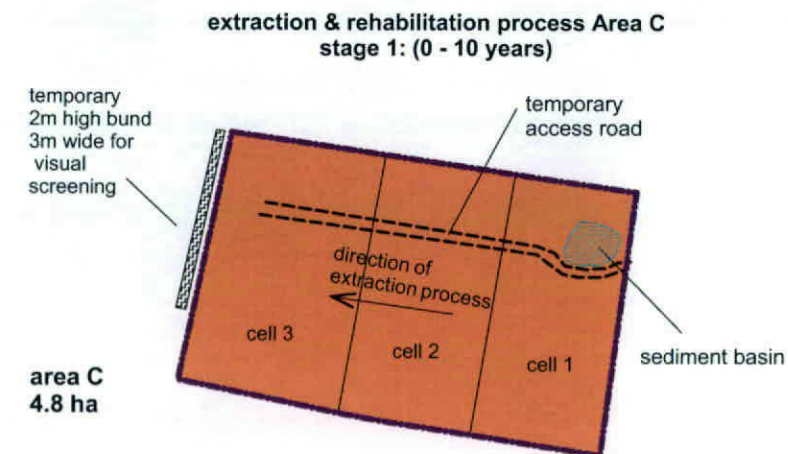 extraction & rehabilitation process Area C
stage 1: (0 - 10 years)
temporary
2m high bund
3m wide for
visual
screening
temporary
access road
direction of
extraction process
cell 3
cell 2
cell 1
sediment basin
area C
4.8 ha